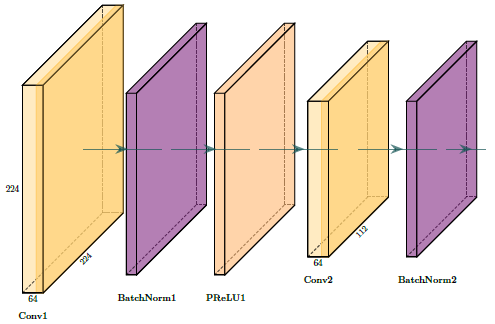 224
224
64
Conv1
BatchNorm1
PReLU1
112
64
Conv2
BatchNorm2